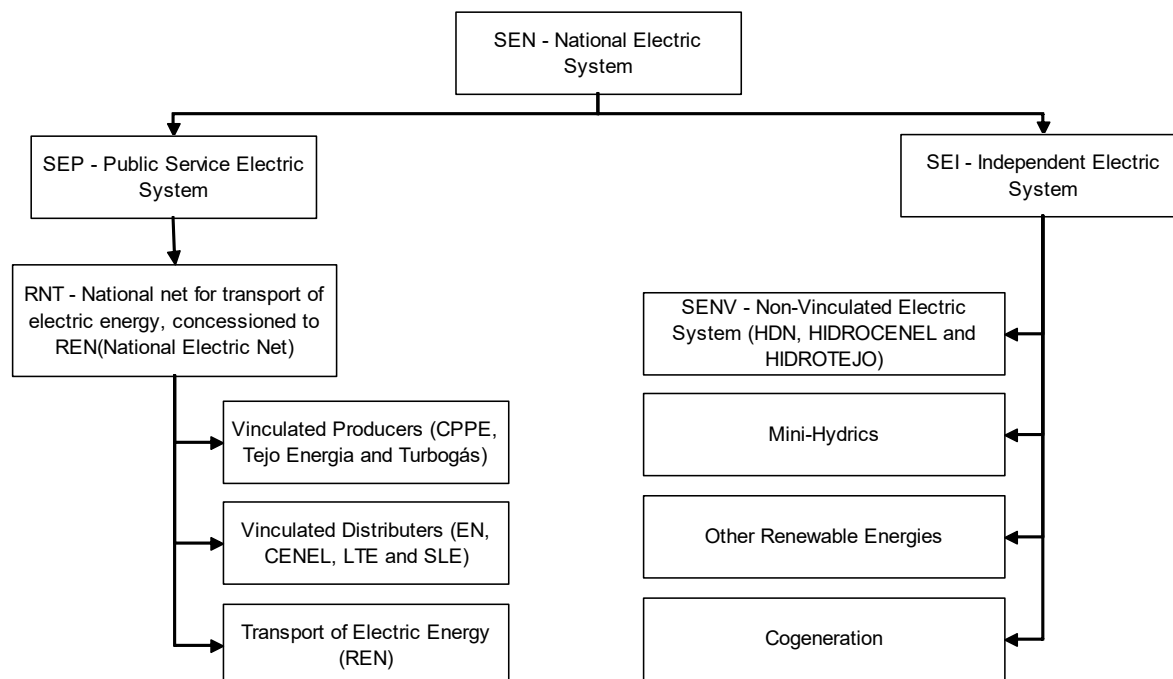 SEN - National Electric
System
SEP - Public Service Electric
System
SEI - Independent Electric
System
RNT - National net for transport of
electric energy, concessioned to
REN(National Electric Net)
SENV - Non-Vinculated Electric
System (HDN, HIDROCENEL and
HIDROTEJO)
Vinculated Producers (CPPE,
Tejo Energia and Turbogás)
Mini-Hydrics
Vinculated Distributers (EN,
CENEL, LTE and SLE)
Other Renewable Energies
Transport of Electric Energy
(REN)
Cogeneration